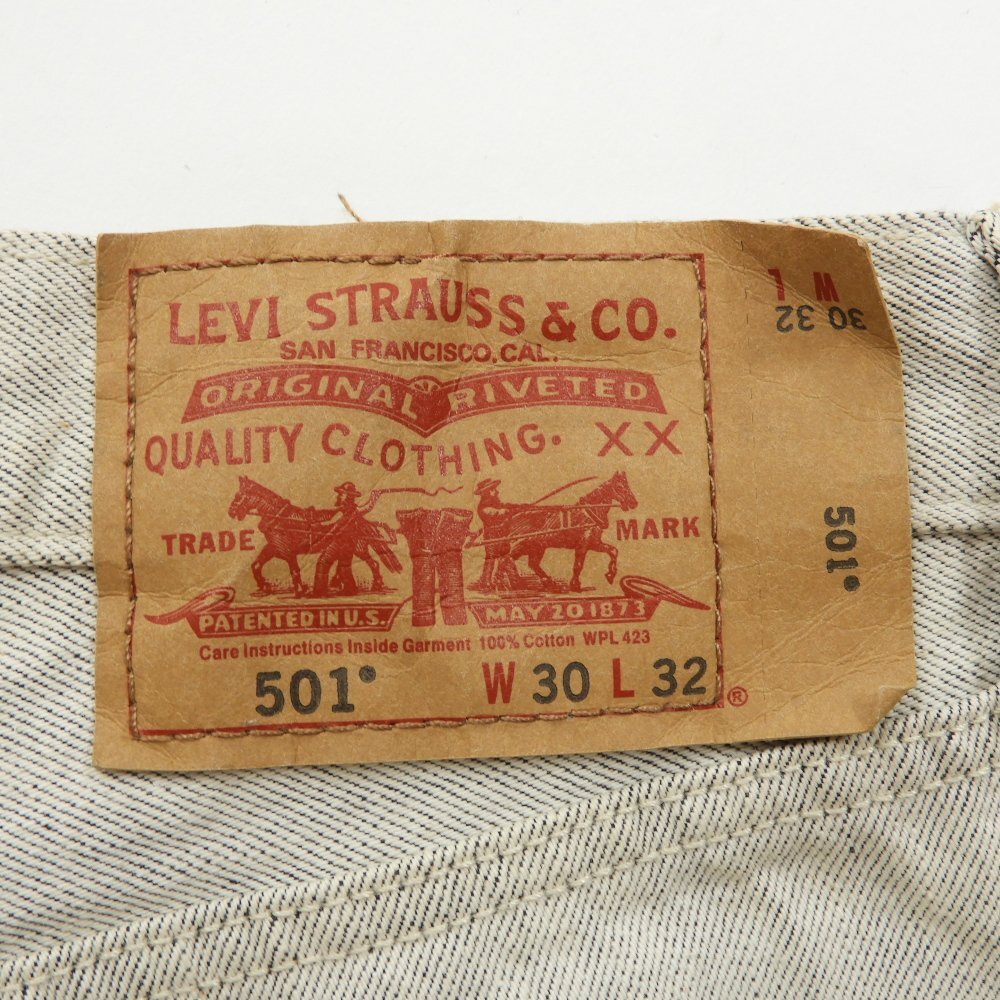 LEVI STRAUSS & CO.
SAN FRANCISCO, CAL.
ORIGINAL RIVETED
QUALITY CLOTHING. XX
TRADE MARK
PATENTED IN U.S. MAY 20 1873
Care Instructions Inside Garment 100% Cotton WPL 423
501® W 30 L 32
®
W L
30 32
501®